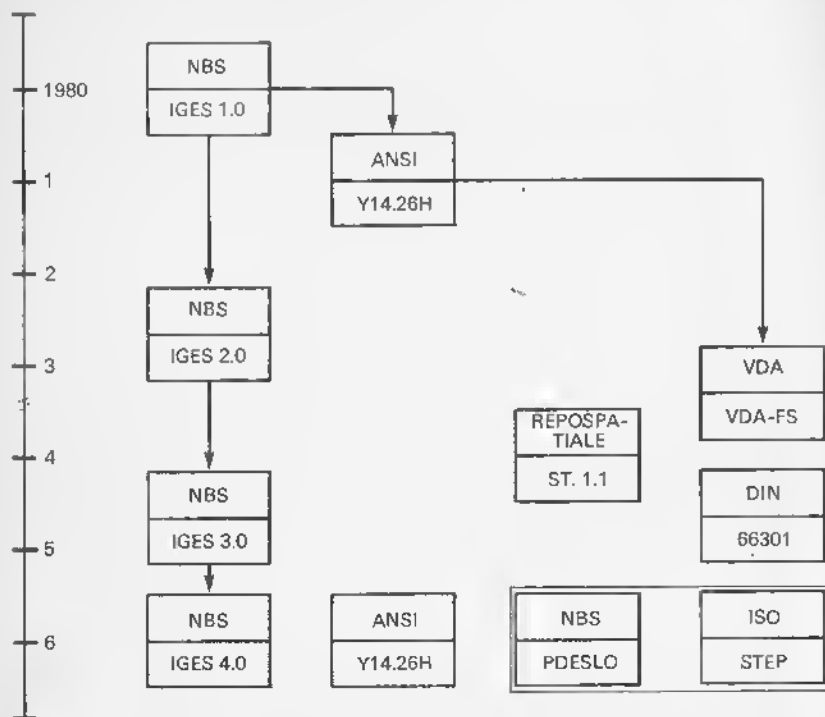 NBS
1980
IGES 1.0
ANSI
1
Y14.26H
2
NBS
IGES 2.0
3
VDA
VDA-FS
REPOSPA-
TIALE
4
ST. 1.1
NBS
DIN
IGES 3.0
5
66301
NBS
ANSI
NBS
ISO
6
IGES 4.0
Y14.26H
PDESLO
STEP